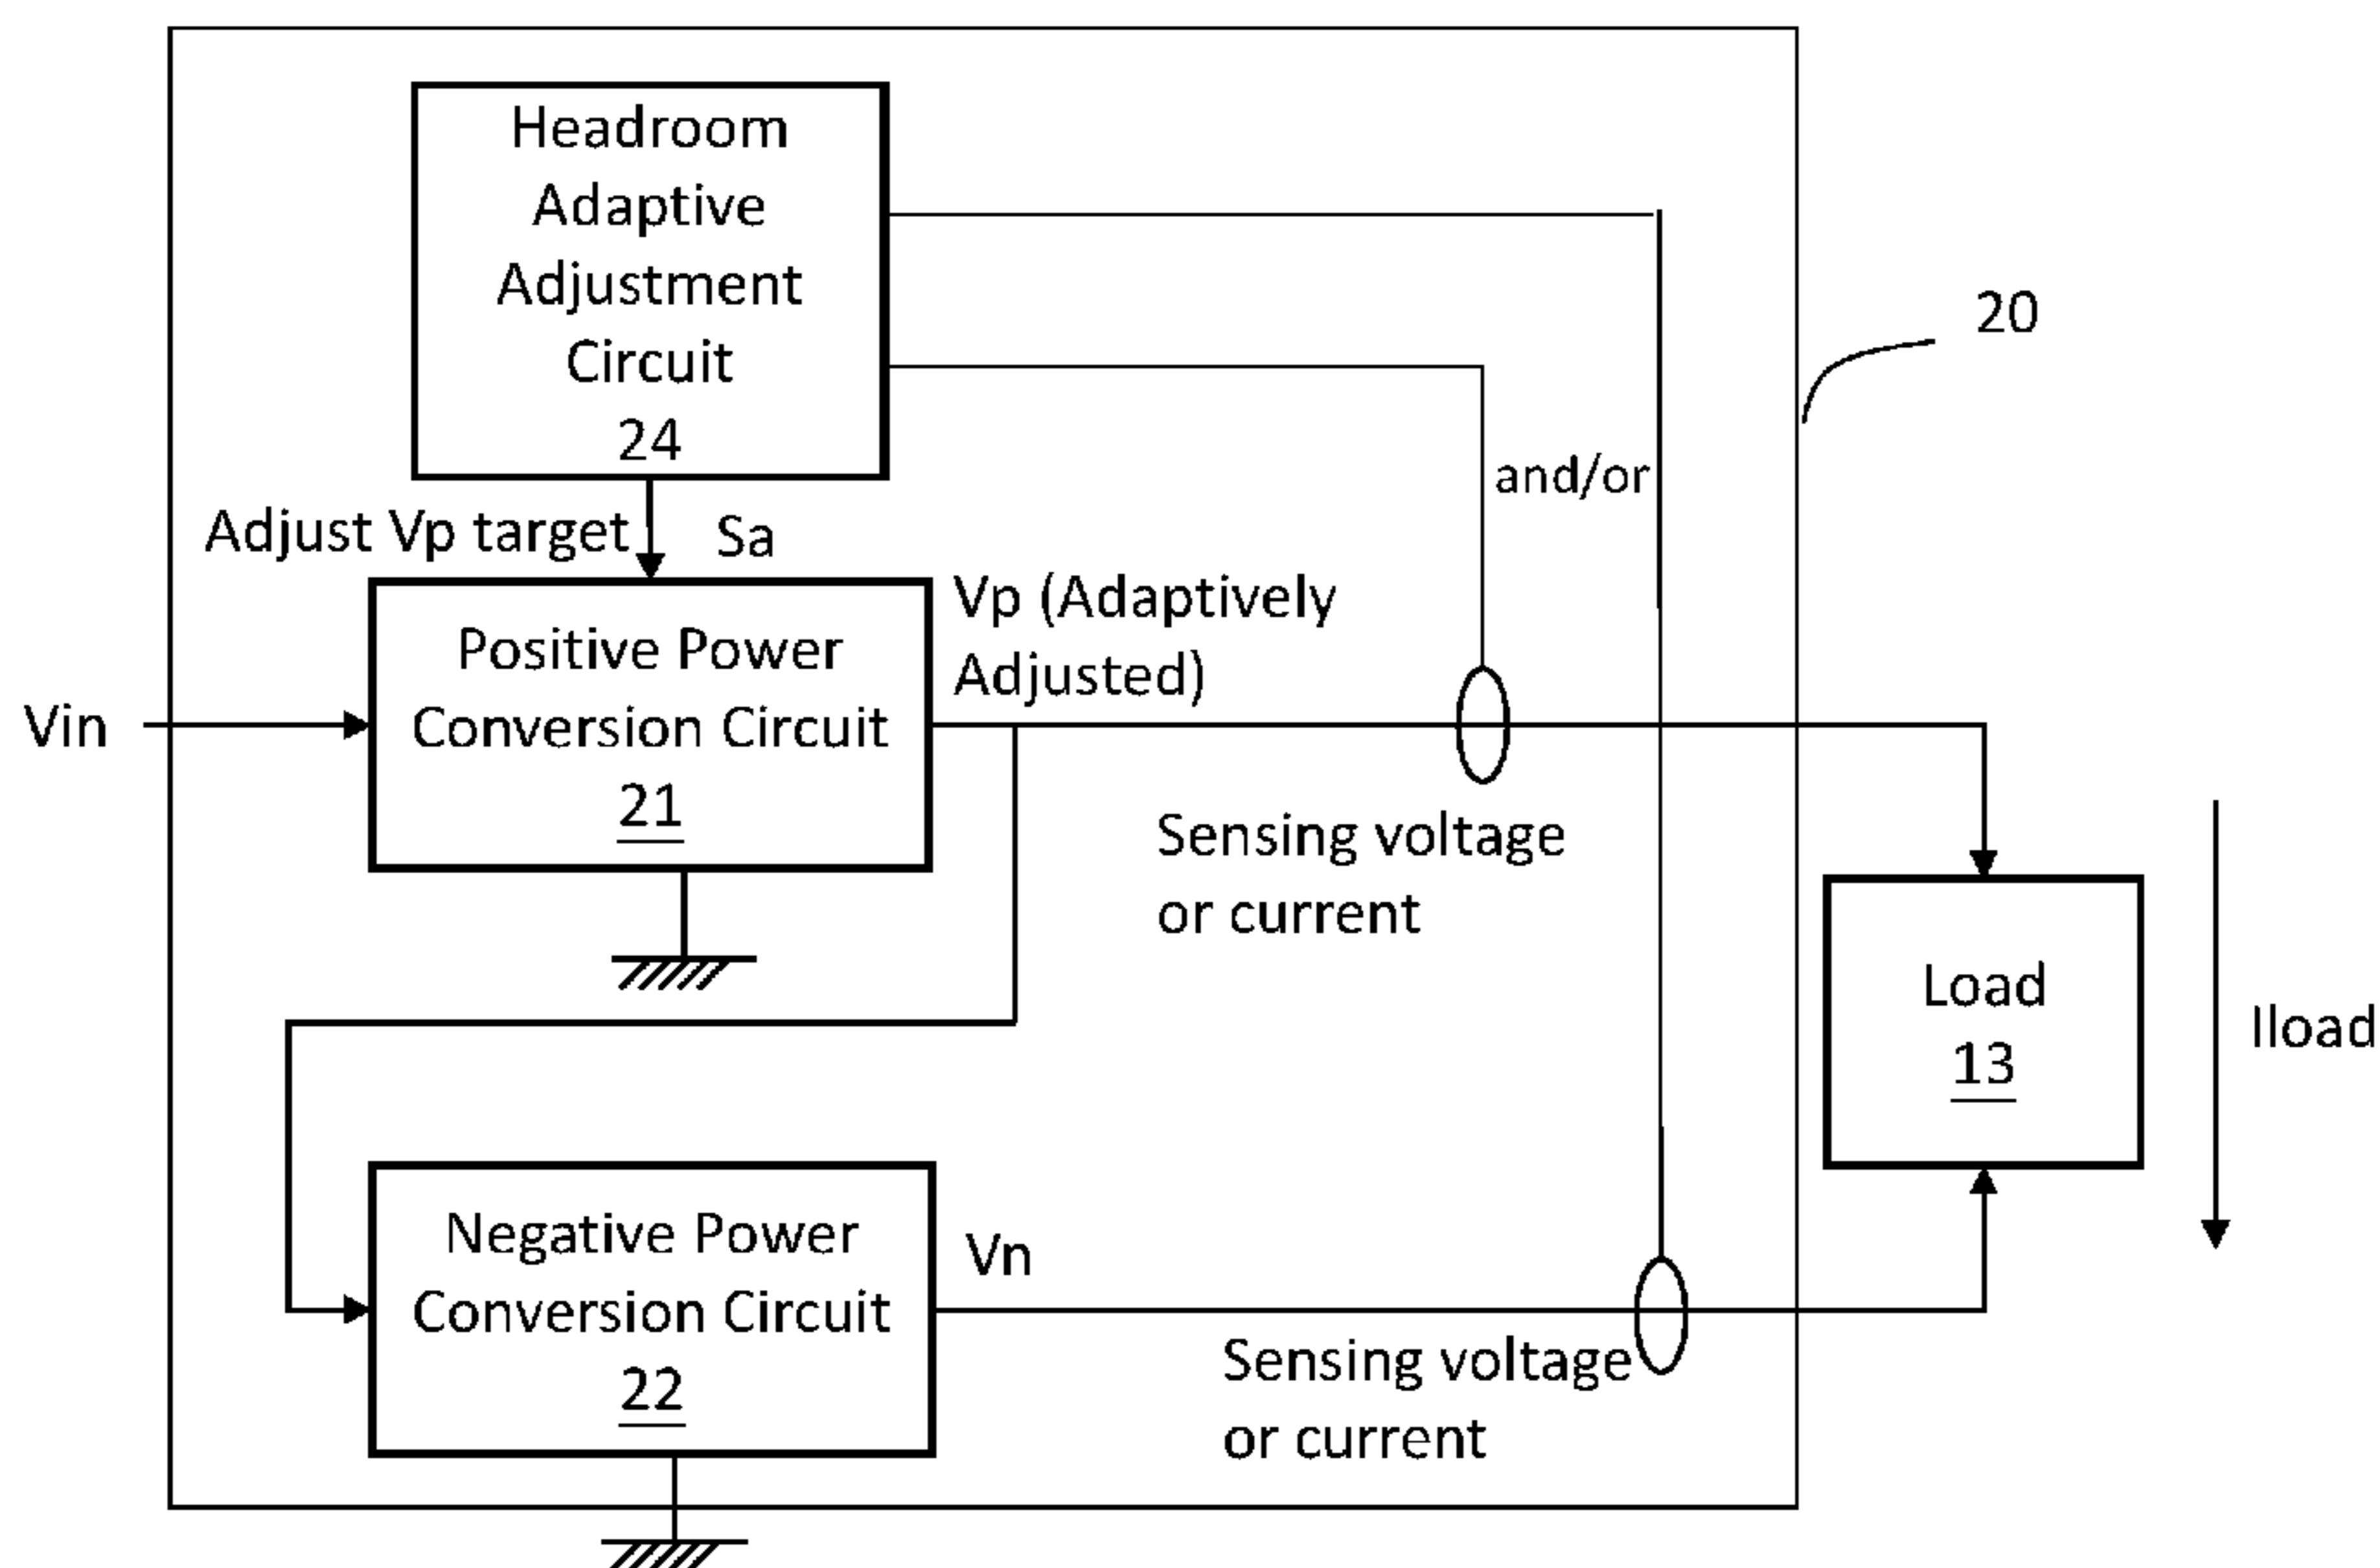 Headroom
Adaptive
Adjustment
Circuit
24
20
and/or
Adjust Vp target
Sa
Vp (Adaptively
Adjusted)
Positive Power
Conversion Circuit
21
Vin
Sensing voltage
or current
Load
13
Iload
Negative Power
Conversion Circuit
22
Vn
Sensing voltage
or current